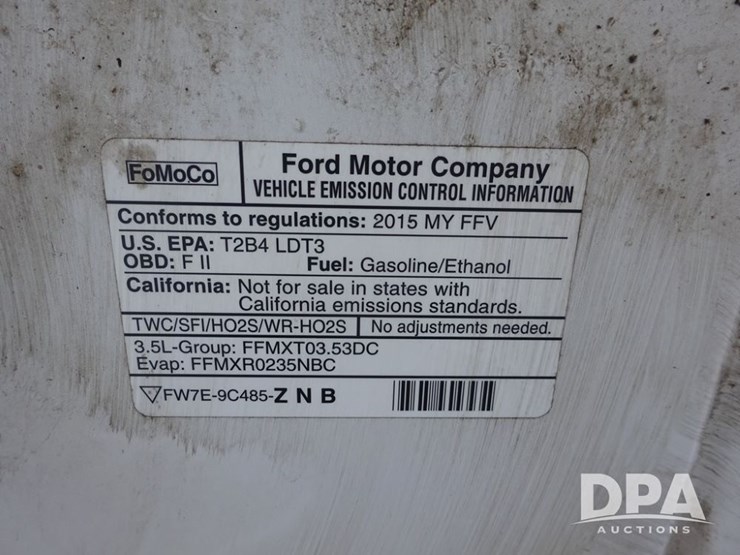 FoMoCo
Ford Motor Company
VEHICLE EMISSION CONTROL INFORMATION
Conforms to regulations: 2015 MY FFV
U.S. EPA: T2B4 LDT3
OBD: F II Fuel: Gasoline/Ethanol
California: Not for sale in states with
California emissions standards.
TWC/SFI/HO2S/WR-HO2S No adjustments needed.
3.5L-Group: FFMXT03.53DC
Evap: FFMXR0235NBC
FW7E-9C485-Z N B
DPA
AUCTIONS